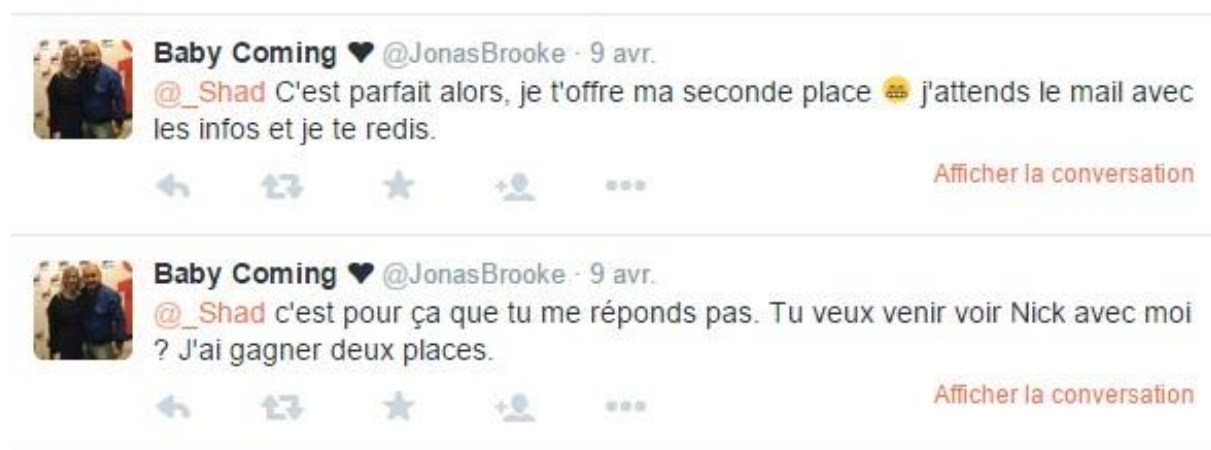 Baby Coming ♥ @JonasBrooke · 9 avr.
@_Shad C'est parfait alors, je t'offre ma seconde place 😁 j'attends le mail avec
les infos et je te redis.
Afficher la conversation
Baby Coming ♥ @JonasBrooke · 9 avr.
@_Shad c'est pour ça que tu me réponds pas. Tu veux venir voir Nick avec moi
? J'ai gagner deux places.
Afficher la conversation